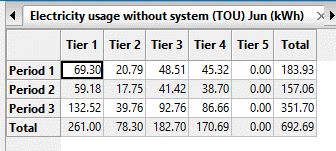 Electricity usage without system (TOU) Jun (kWh)
Tier 1 Tier 2 Tier 3 Tier 4 Tier 5 Total
Period 1 69.30 20.79 48.51 45.32 0.00 183.93
Period 2 59.18 17.75 41.42 38.70 0.00 157.06
Period 3 132.52 39.76 92.76 86.66 0.00 351.70
Total 261.00 78.30 182.70 170.69 0.00 692.69